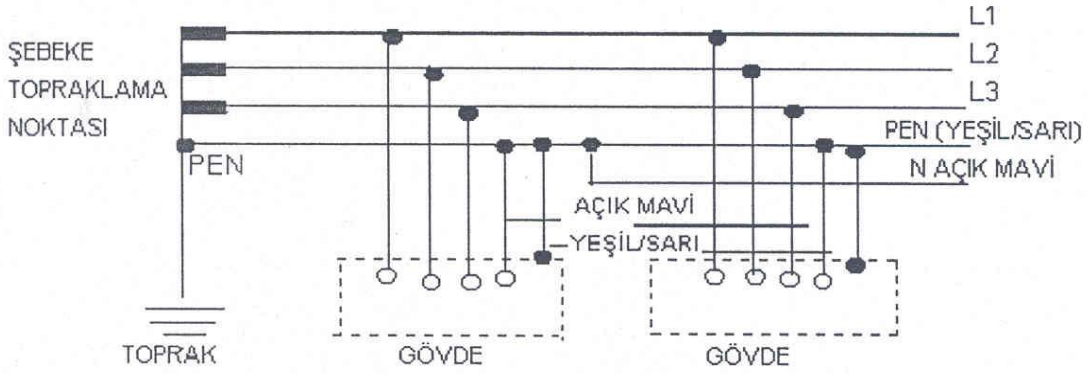 ŞEBEKE
TOPRAKLAMA
NOKTASI
L1
L2
L3
PEN
PEN (YEŞİL/SARI)
N AÇIK MAVİ
AÇIK MAVİ
YEŞİL/SARI
TOPRAK
GÖVDE
GÖVDE